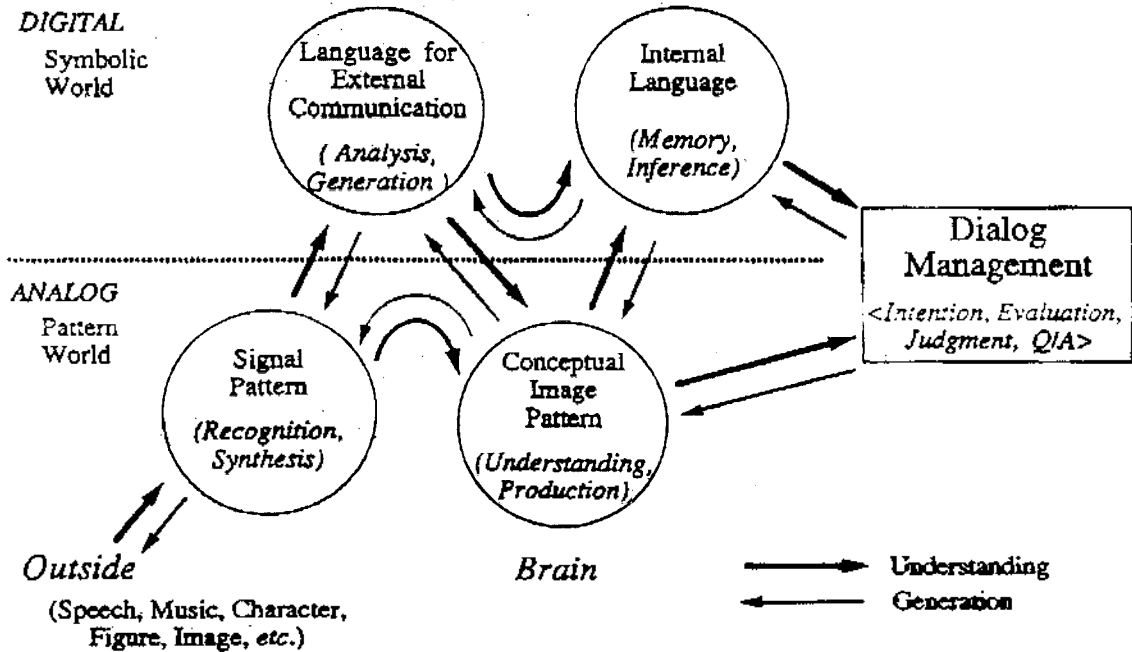 DIGITAL
Symbolic
World
Language for
External
Communication
( Analysis,
Generation )
Internal
Language
(Memory,
Inference)
Dialog
Management
<Intention, Evaluation,
Judgment, Q/A>
ANALOG
Pattern
World
Signal
Pattern
(Recognition,
Synthesis)
Conceptual
Image
Pattern
(Understanding,
Production)
Outside
(Speech, Music, Character,
Figure, Image, etc.)
Brain
Understanding
Generation